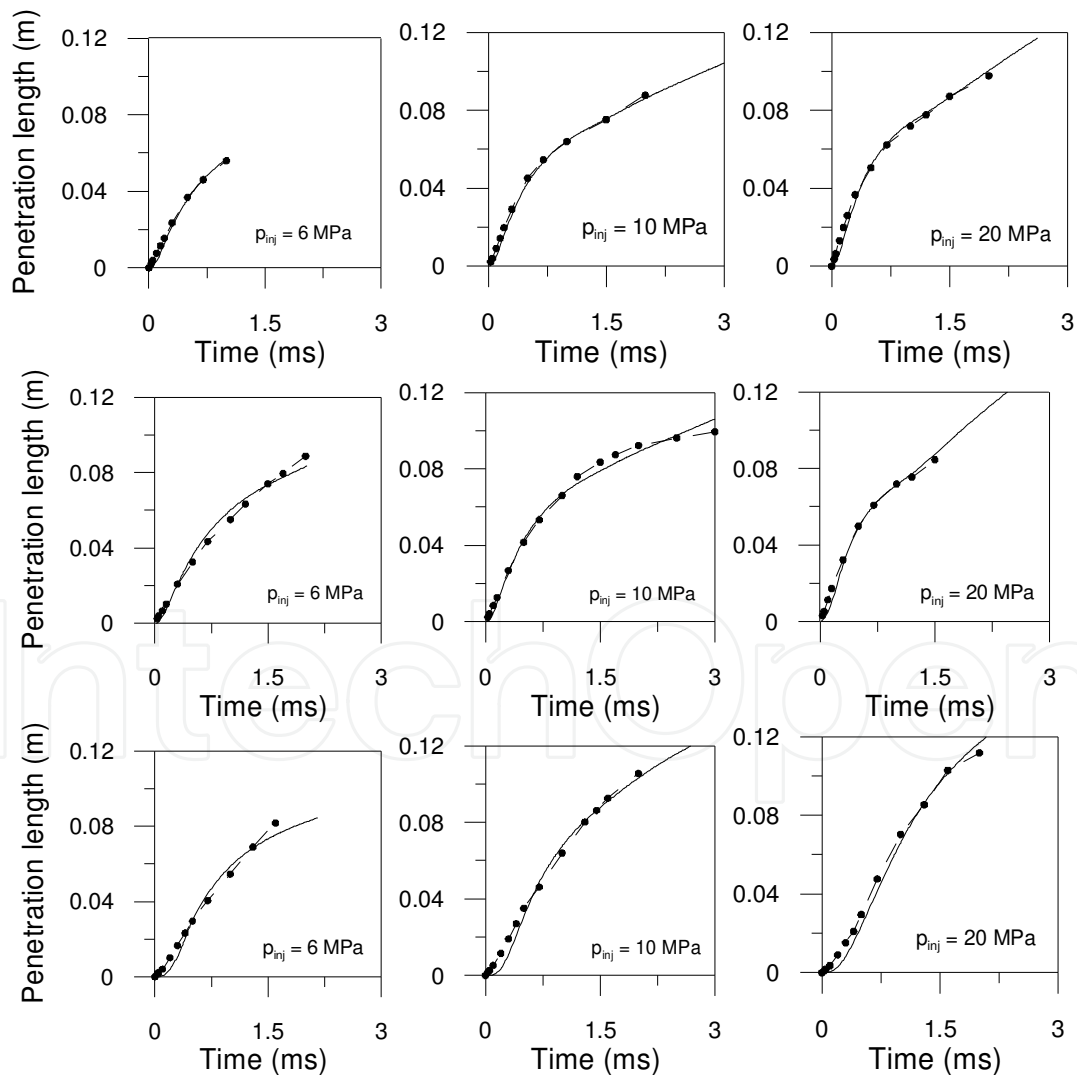 Penetration length (m)
0.12
0.08
0.04
0
p_inj = 6 MPa
0
1.5
3
Time (ms)
0.12
0.08
0.04
0
p_inj = 10 MPa
0
1.5
3
Time (ms)
0.12
0.08
0.04
0
p_inj = 20 MPa
0
1.5
3
Time (ms)
Penetration length (m)
0.12
0.08
0.04
0
p_inj = 6 MPa
0
1.5
3
Time (ms)
0.12
0.08
0.04
0
p_inj = 10 MPa
0
1.5
3
Time (ms)
0.12
0.08
0.04
0
p_inj = 20 MPa
0
1.5
3
Time (ms)
IntechOpen
Penetration length (m)
0.12
0.08
0.04
0
p_inj = 6 MPa
0
1.5
3
Time (ms)
0.12
0.08
0.04
0
p_inj = 10 MPa
0
1.5
3
Time (ms)
0.12
0.08
0.04
0
p_inj = 20 MPa
0
1.5
3
Time (ms)